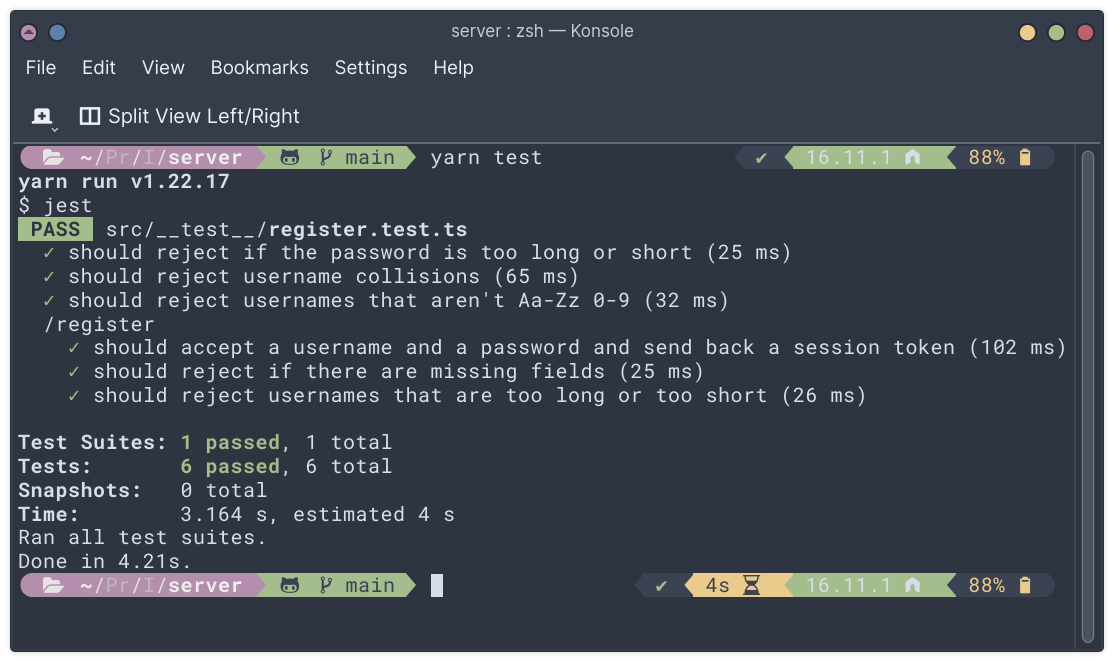 server : zsh — Konsole
File Edit View Bookmarks Settings Help
Split View Left/Right
~/Pr/I/server main yarn test ✔ 16.11.1 88%
yarn run v1.22.17
$ jest
PASS src/__test__/register.test.ts
✓ should reject if the password is too long or short (25 ms)
✓ should reject username collisions (65 ms)
✓ should reject usernames that aren't Aa-Zz 0-9 (32 ms)
/register
✓ should accept a username and a password and send back a session token (102 ms)
✓ should reject if there are missing fields (25 ms)
✓ should reject usernames that are too long or too short (26 ms)
Test Suites: 1 passed, 1 total
Tests: 6 passed, 6 total
Snapshots: 0 total
Time: 3.164 s, estimated 4 s
Ran all test suites.
Done in 4.21s.
~/Pr/I/server main ✔ 4s 16.11.1 88%